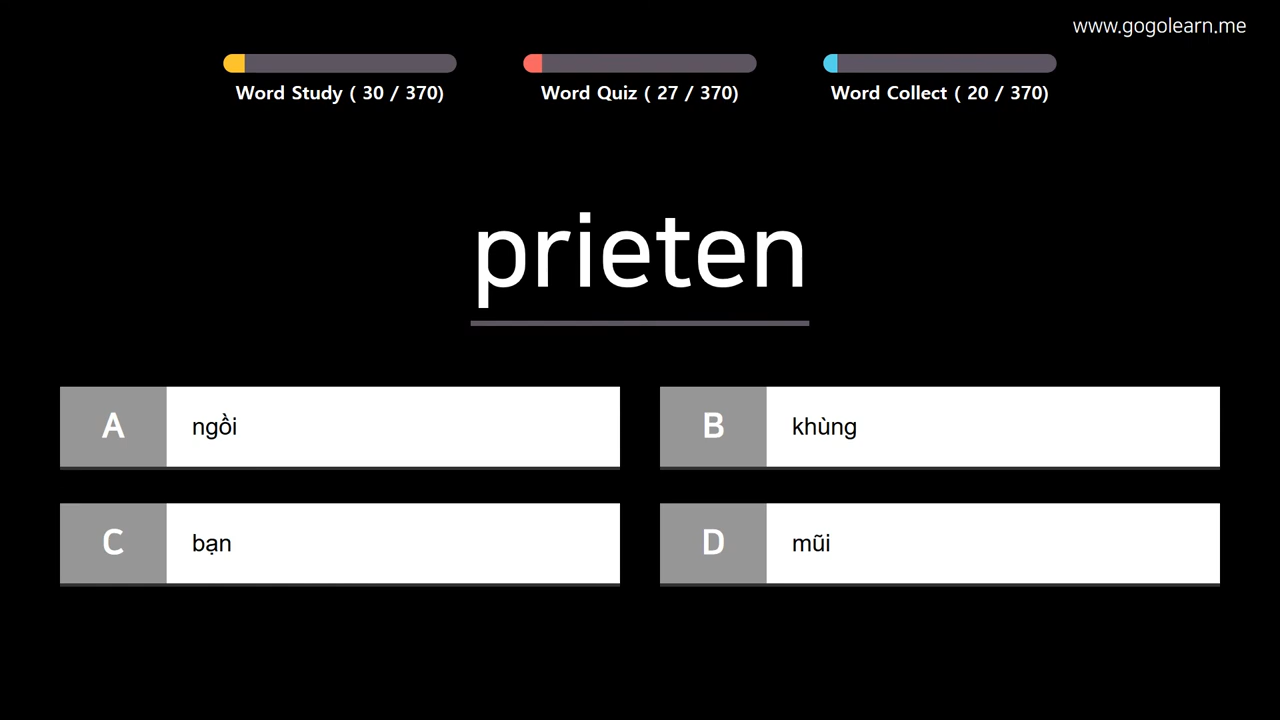 www.gogolearn.me
Word Study ( 30 / 370)
Word Quiz ( 27 / 370)
Word Collect ( 20 / 370)
prieten
A
ngồi
B
khùng
C
bạn
D
mũi